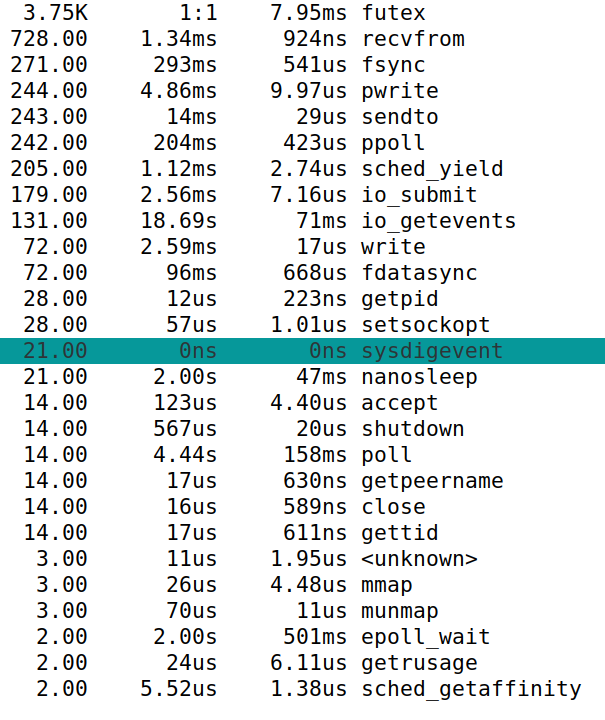 3.75K 1:1 7.95ms futex
728.00 1.34ms 924ns recvfrom
271.00 293ms 541us fsync
244.00 4.86ms 9.97us pwrite
243.00 14ms 29us sendto
242.00 204ms 423us ppoll
205.00 1.12ms 2.74us sched_yield
179.00 2.56ms 7.16us io_submit
131.00 18.69s 71ms io_getevents
72.00 2.59ms 17us write
72.00 96ms 668us fdatasync
28.00 12us 223ns getpid
28.00 57us 1.01us setsockopt
21.00 0ns 0ns sysdigevent
21.00 2.00s 47ms nanosleep
14.00 123us 4.40us accept
14.00 567us 20us shutdown
14.00 4.44s 158ms poll
14.00 17us 630ns getpeername
14.00 16us 589ns close
14.00 17us 611ns gettid
3.00 11us 1.95us <unknown>
3.00 26us 4.48us mmap
3.00 70us 11us munmap
2.00 2.00s 501ms epoll_wait
2.00 24us 6.11us getrusage
2.00 5.52us 1.38us sched_getaffinity